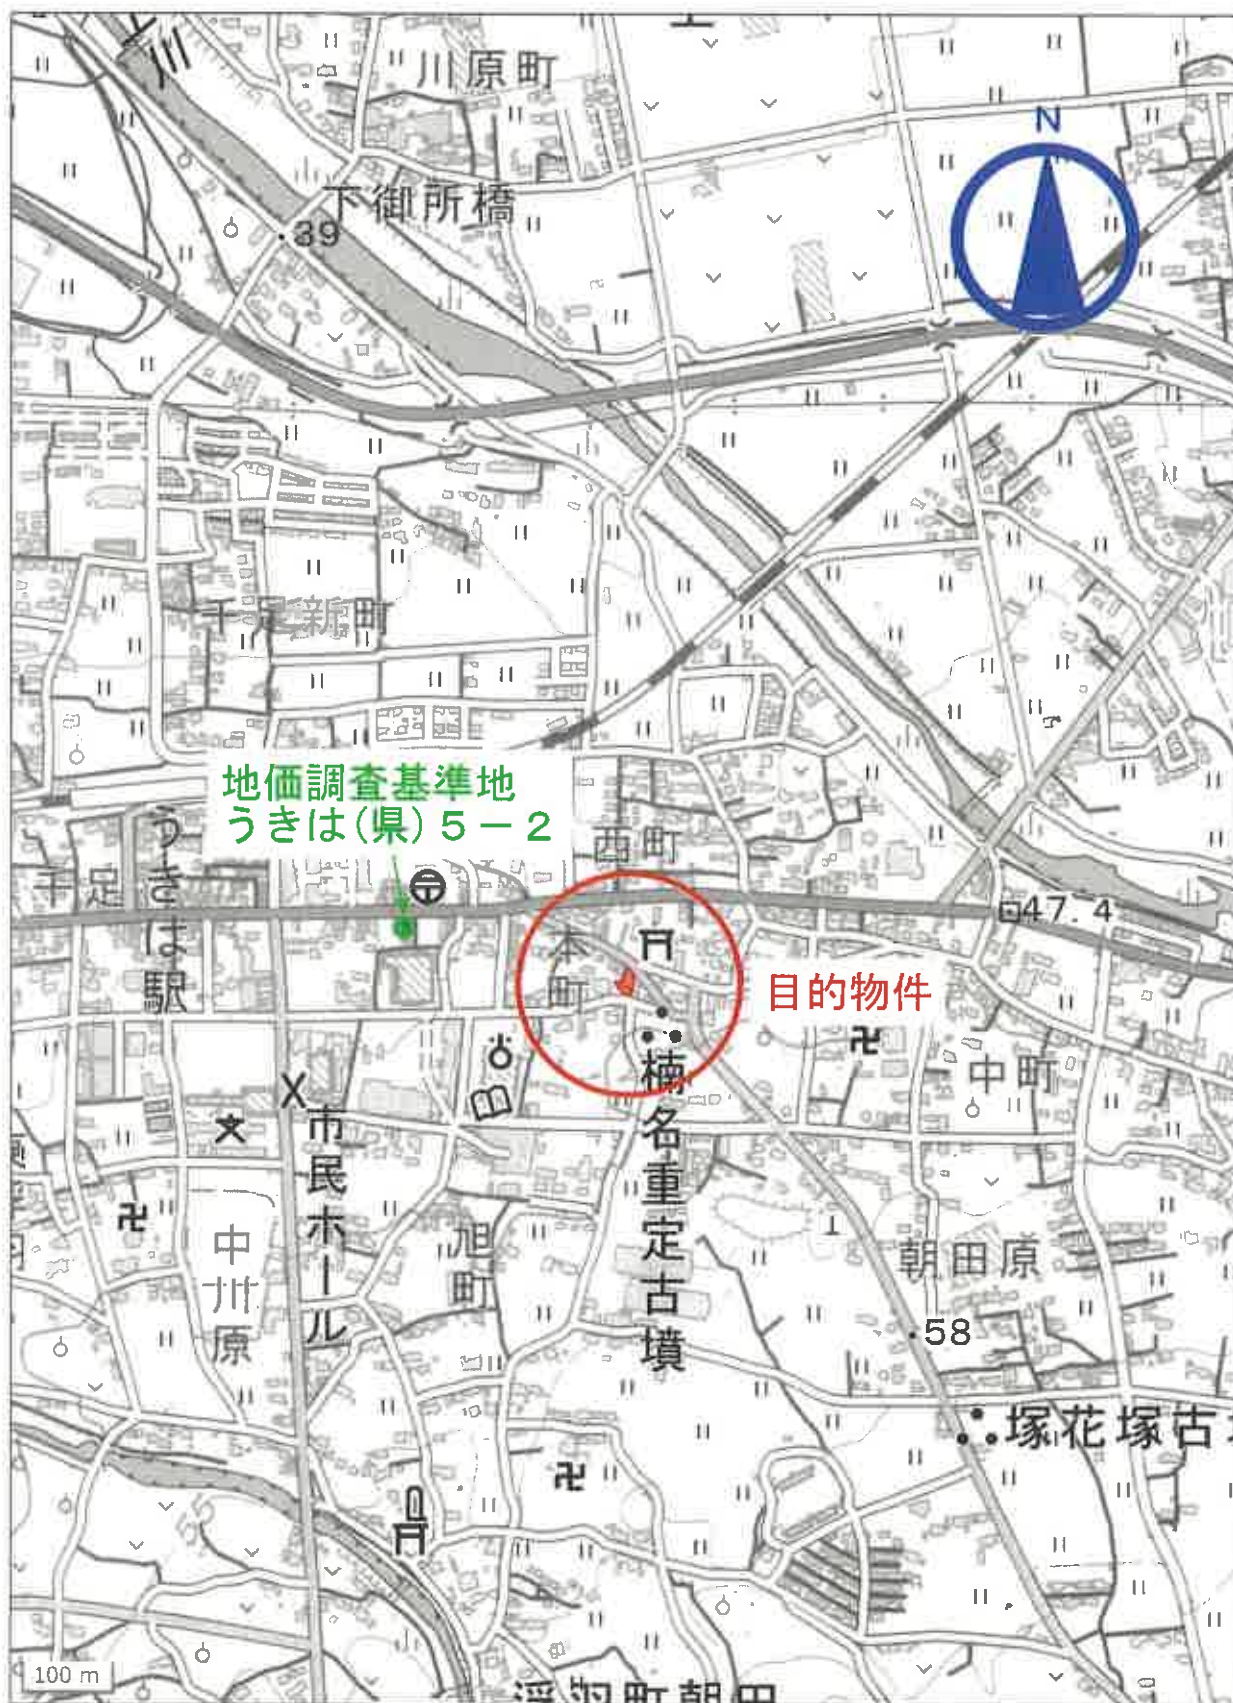 川原町
N
下御所橋
39
千足新町
地価調査基準地
うきは(県)5-2
西町
千足
うきは駅
47.4
本町
目的物件
中町
楠名重定古墳
市民ホール
旭町
中川原
朝田原
58
塚花塚古
100 m